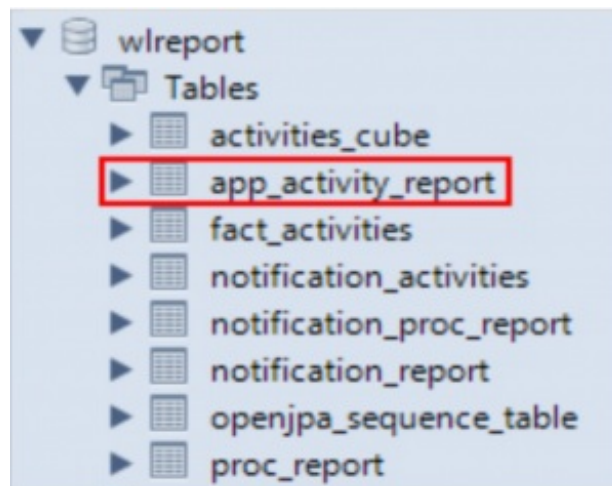 wlreport
Tables
activities_cube
app_activity_report
fact_activities
notification_activities
notification_proc_report
notification_report
openjpa_sequence_table
proc_report